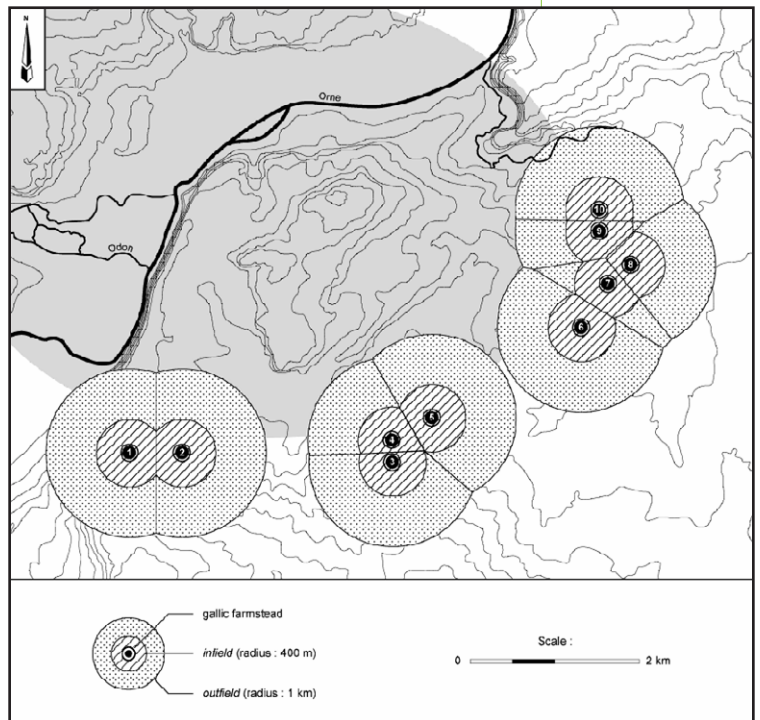 N
Orne
Odon
10
9
8
7
6
5
4
3
1
2
gallic farmstead
infield (radius : 400 m)
outfield (radius : 1 km)
Scale :
0
2 km